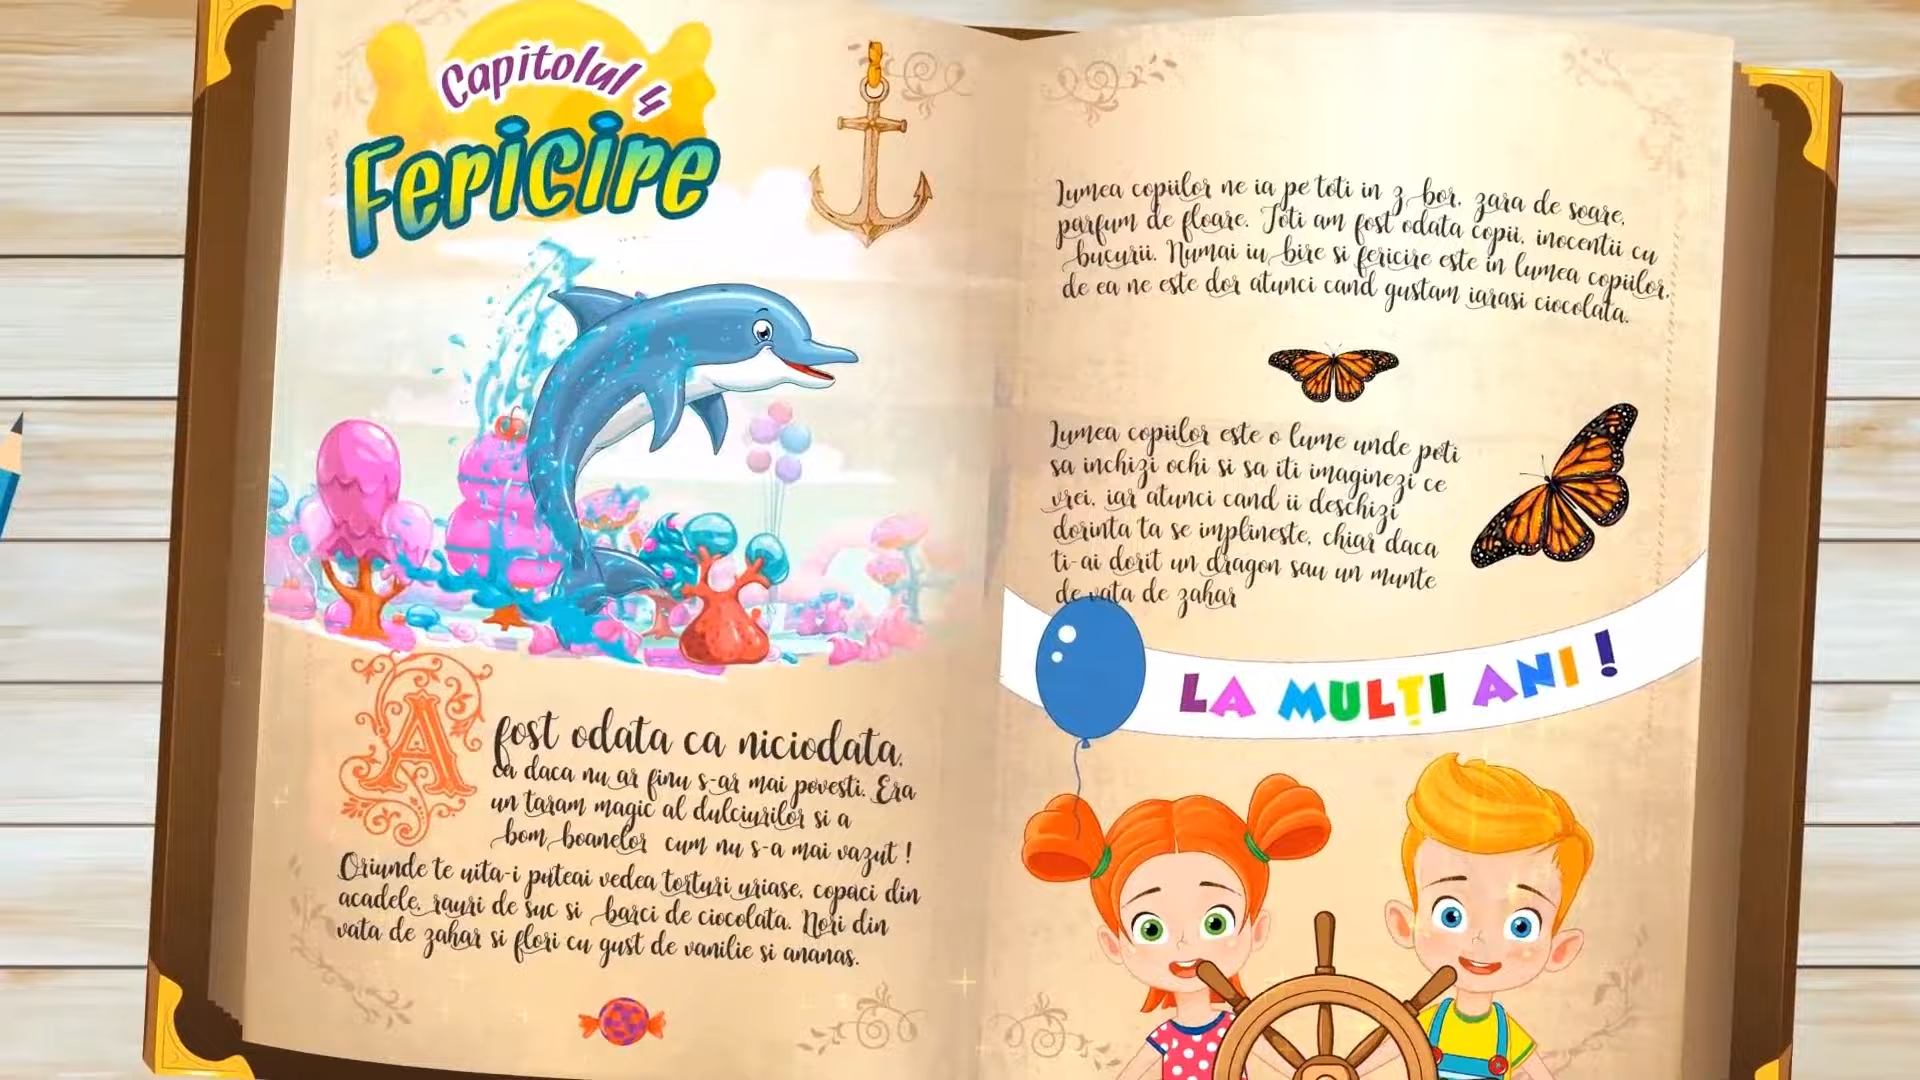 Capitolul 4
Fericire
A fost odata ca niciodata,
ca daca nu ar finu s-ar mai povesti. Era
un taram magic al dulciurilor si a
bomboanelor cum nu s-a mai vazut !
Oriunde te uita-i puteai vedea torturi uriase, copaci din
acadele, rauri de suc si barci de ciocolata. Nori din
vata de zahar si flori cu gust de vanilie si ananas.
Lumea copiilor ne ia pe toti in z bor, zara de soare,
parfum de floare. Toti am fost odata copii, inocentii cu
bucurii. Numai iu bire si fericire este in lumea copiilor,
de ea ne este dor atunci cand gustam iarasi ciocolata.
Lumea copiilor este o lume unde poti
sa inchizi ochi si sa iti imaginezi ce
vrei, iar atunci cand ii deschizi
dorinta ta se implineste, chiar daca
ti-ai dorit un dragon sau un munte
de vata de zahar
LA MULȚI ANI !